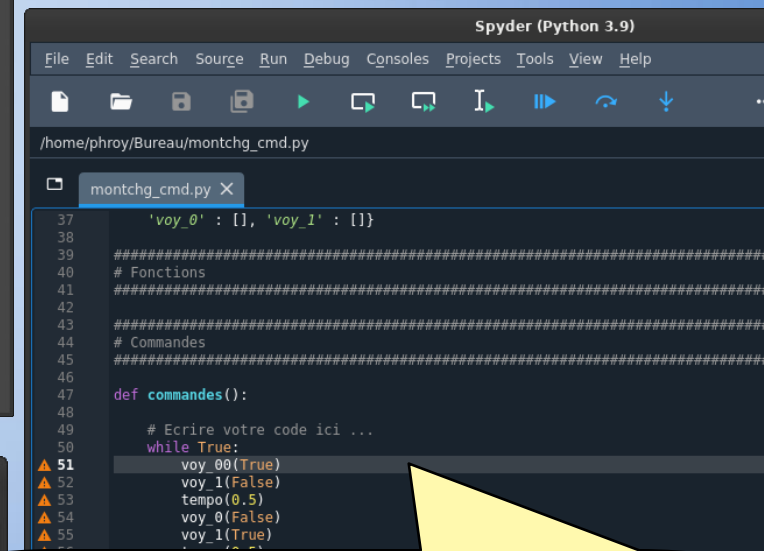 Spyder (Python 3.9)
File Edit Search Source Run Debug Consoles Projects Tools View Help
/home/phroy/Bureau/montchg_cmd.py
montchg_cmd.py
37 'voy_0' : [], 'voy_1' : []}
38
39 ##############################################################################
40 # Fonctions
41 ##############################################################################
42
43 ##############################################################################
44 # Commandes
45 ##############################################################################
46
47 def commandes():
48
49 # Ecrire votre code ici ...
50 while True:
51 voy_00(True)
52 voy_1(False)
53 tempo(0.5)
54 voy_0(False)
55 voy_1(True)